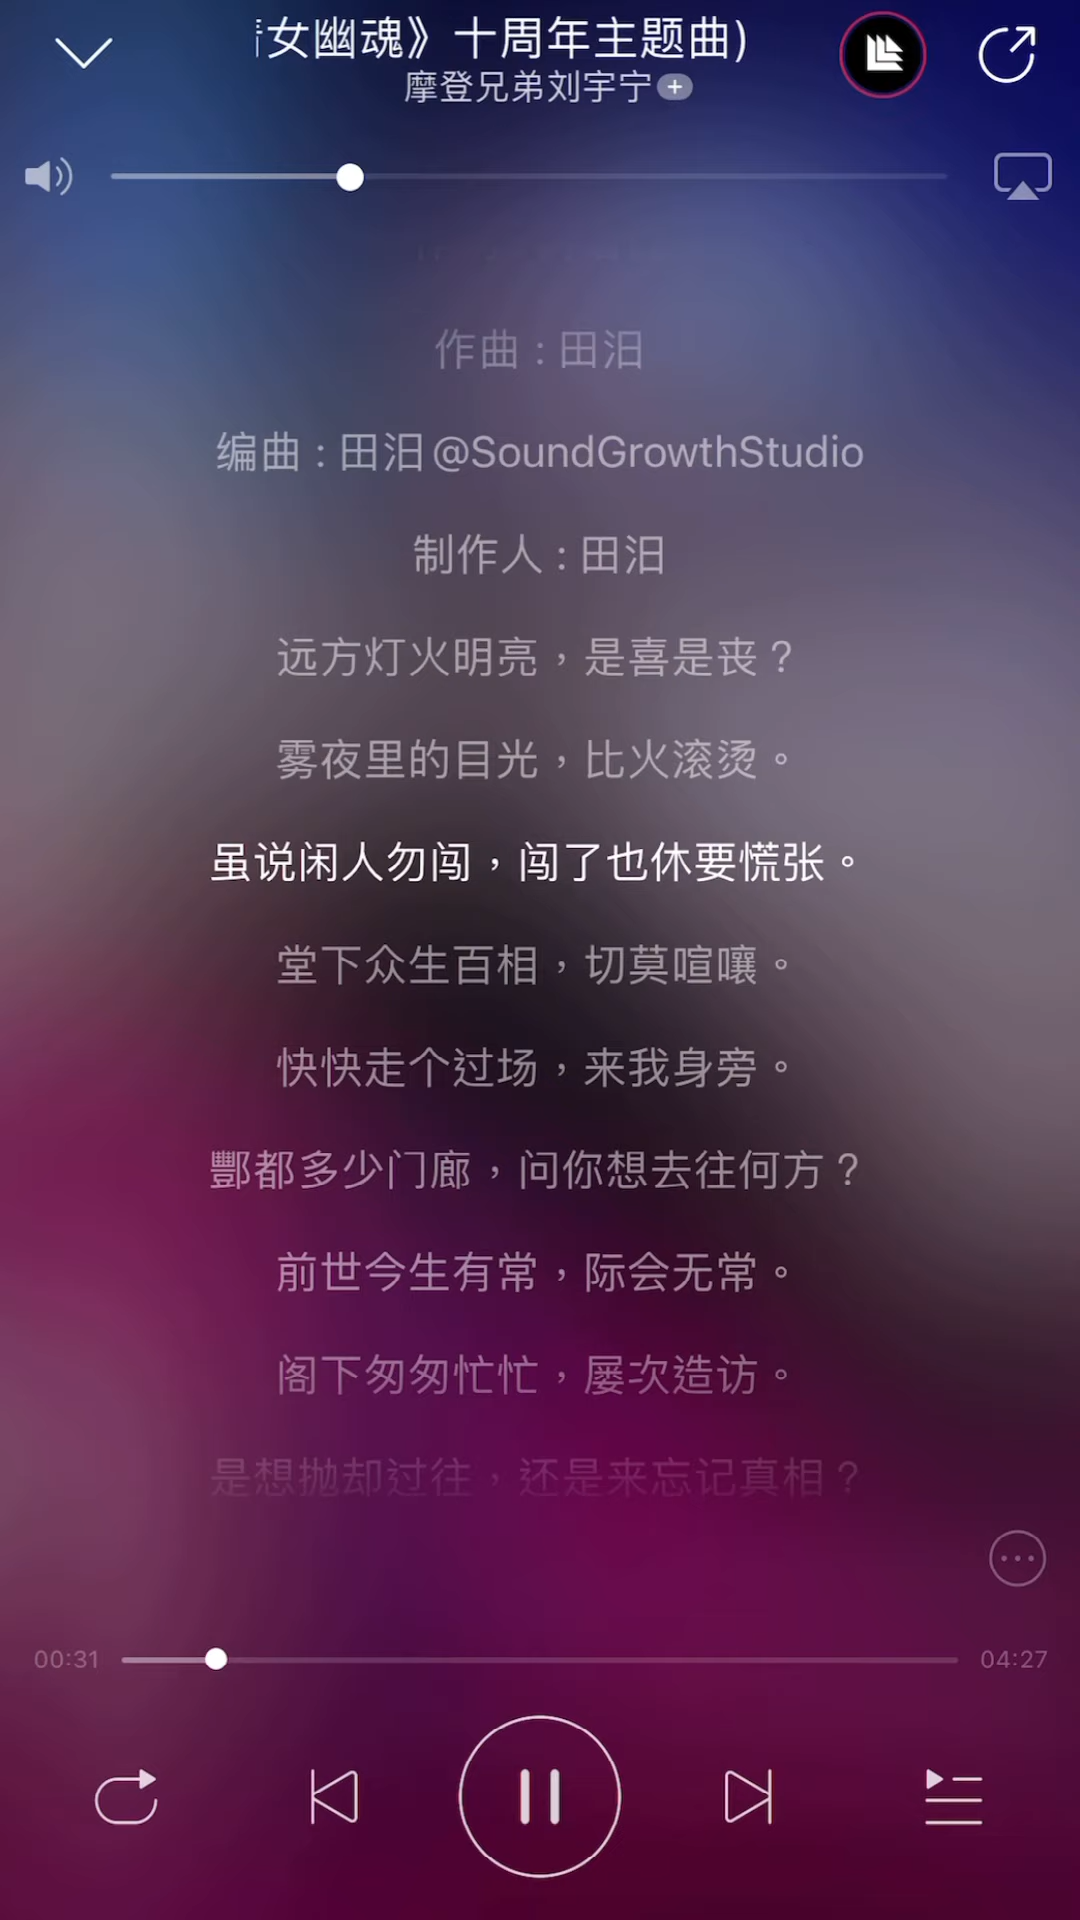 女幽魂》十周年主题曲)
摩登兄弟刘宇宁
作曲：田汨
编曲：田汨@SoundGrowthStudio
制作人：田汨
远方灯火明亮，是喜是丧？
雾夜里的目光，比火滚烫。
虽说闲人勿闯，闯了也休要慌张。
堂下众生百相，切莫喧嚷。
快快走个过场，来我身旁。
酆都多少门廊，问你想去往何方？
前世今生有常，际会无常。
阁下匆匆忙忙，屡次造访。
是想抛却过往，还是来忘记真相？
00:31
04:27